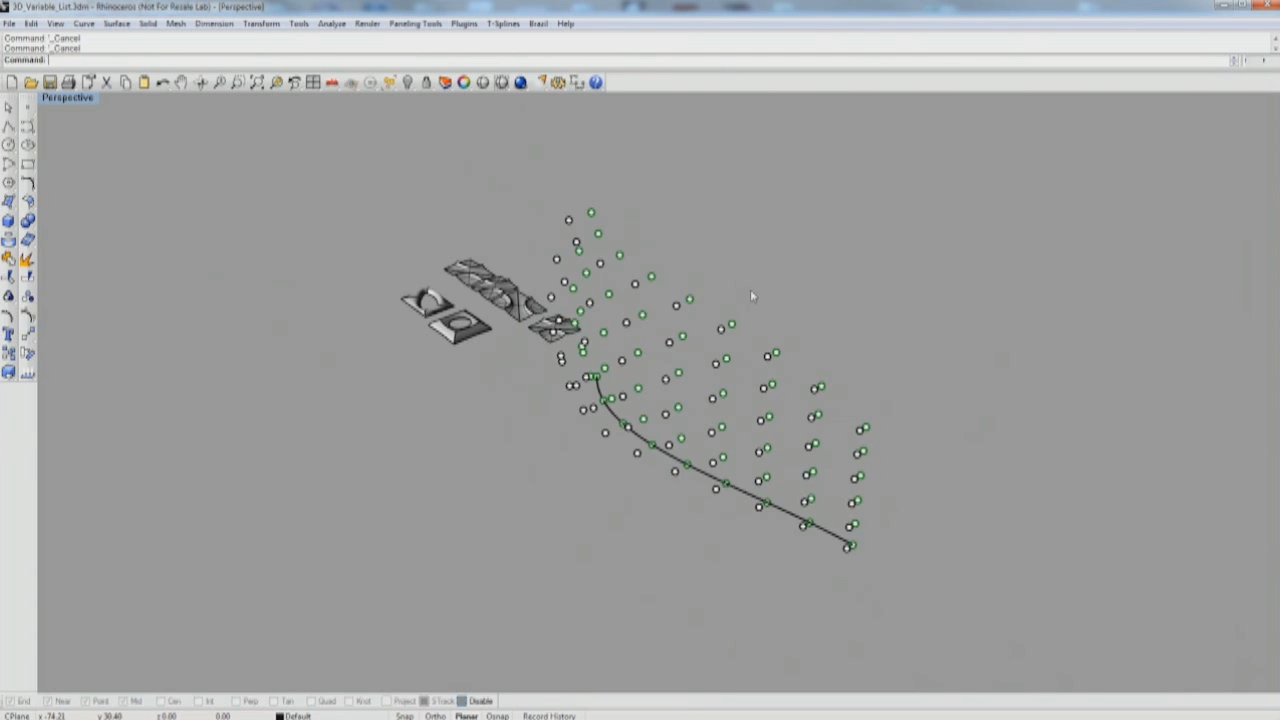 3D_Variable_List.3dm - Rhinoceros (Not For Resale Lab) - [Perspective]
File Edit View Curve Surface Solid Mesh Dimension Transform Tools Analyze Render Paneling Tools Plugins T-Splines Brazil Help
Command: '_Cancel
Command: '_Cancel
Command:
Perspective
End Near Point Mid Cen Int Perp Tan Quad Knot Project STrack Disable
CPlane x -74.21 y 30.40 z 0.00 0.00 Default Snap Ortho Planar Osnap Record History